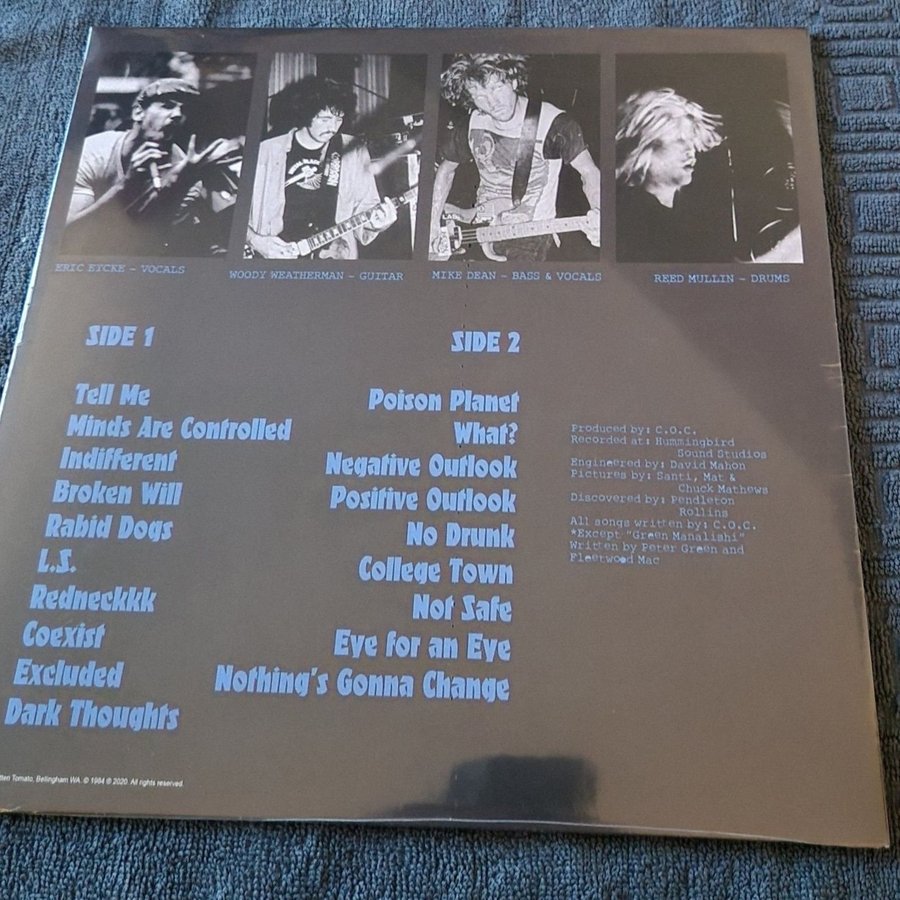 ERIC EYCKE - VOCALS
WOODY WEATHERMAN - GUITAR
MIKE DEAN - BASS & VOCALS
REED MULLIN - DRUMS
SIDE 1
Tell Me
Minds Are Controlled
Indifferent
Broken Will
Rabid Dogs
L.S.
Redneckkk
Coexist
Excluded
Dark Thoughts
SIDE 2
Poison Planet
What?
Negative Outlook
Positive Outlook
No Drunk
College Town
Not Safe
Eye for an Eye
Nothing's Gonna Change
Produced by: C.O.C.
Recorded at: Hummingbird
Sound Studios
Engineered by: David Mahon
Pictures by: Santi, Mat &
Chuck Mathews
Discovered by: Pendleton
Rollins
All songs written by: C.O.C.
*Except "Green Manalishi"
Written by Peter Green and
Fleetwood Mac
Tomato, Bellingham WA. © 1984 ℗ 2020. All rights reserved.